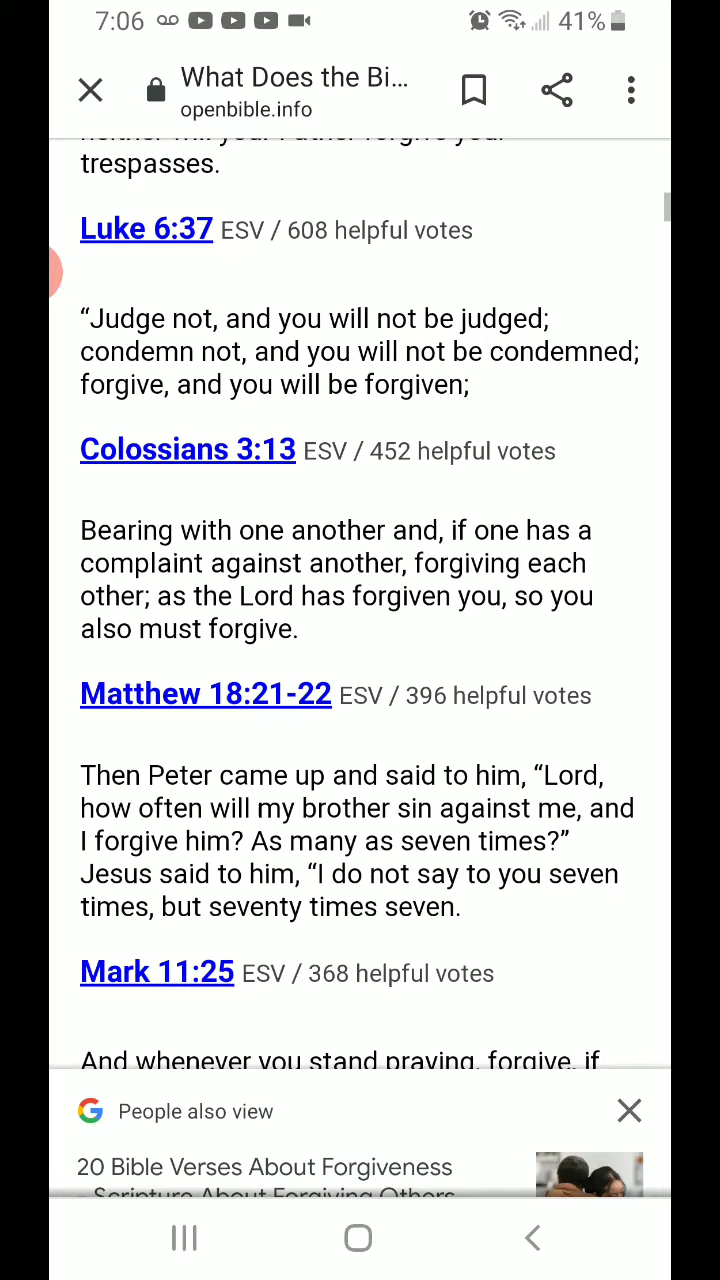 7:06 41%
What Does the Bi...
openbible.info
trespasses.
Luke 6:37 ESV / 608 helpful votes
“Judge not, and you will not be judged;
condemn not, and you will not be condemned;
forgive, and you will be forgiven;
Colossians 3:13 ESV / 452 helpful votes
Bearing with one another and, if one has a
complaint against another, forgiving each
other; as the Lord has forgiven you, so you
also must forgive.
Matthew 18:21-22 ESV / 396 helpful votes
Then Peter came up and said to him, “Lord,
how often will my brother sin against me, and
I forgive him? As many as seven times?”
Jesus said to him, “I do not say to you seven
times, but seventy times seven.
Mark 11:25 ESV / 368 helpful votes
And whenever you stand praying, forgive, if
G People also view
20 Bible Verses About Forgiveness
- Scripture About Forgiving Others